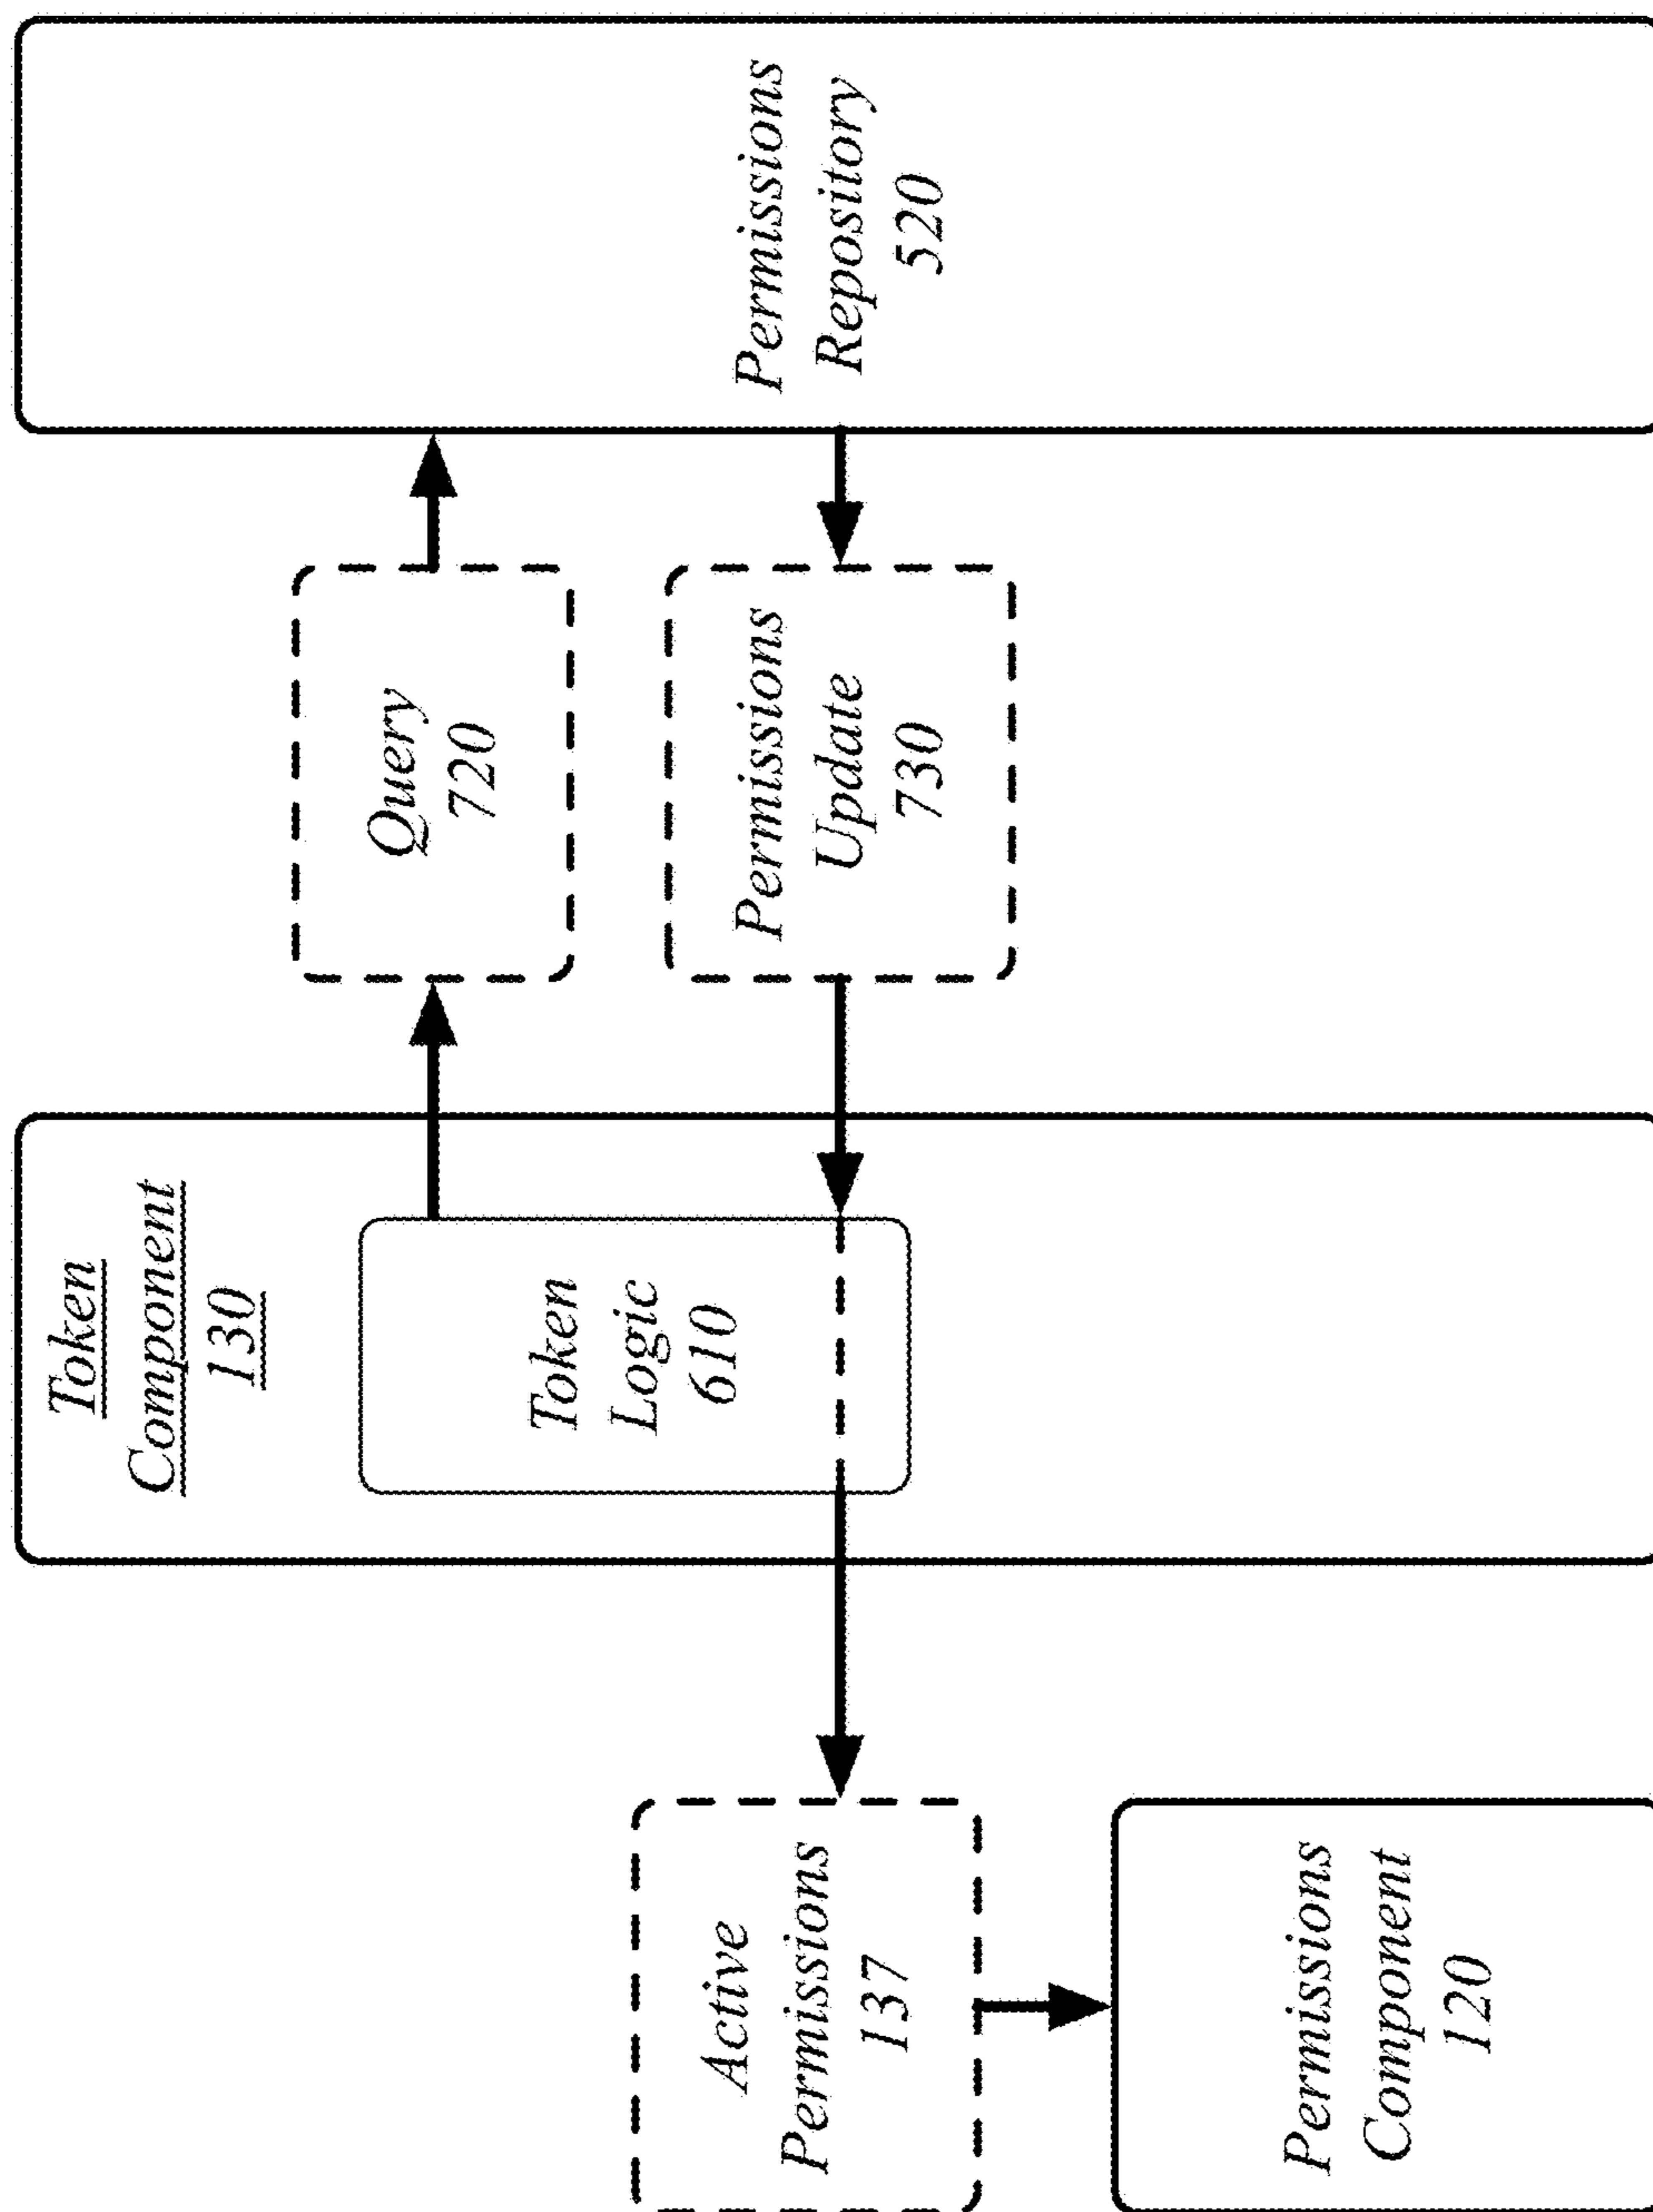 Token
Component
130
Token
Logic
610
Query
720
Permissions
Update
730
Permissions
Repository
520
Active
Permissions
137
Permissions
Component
120